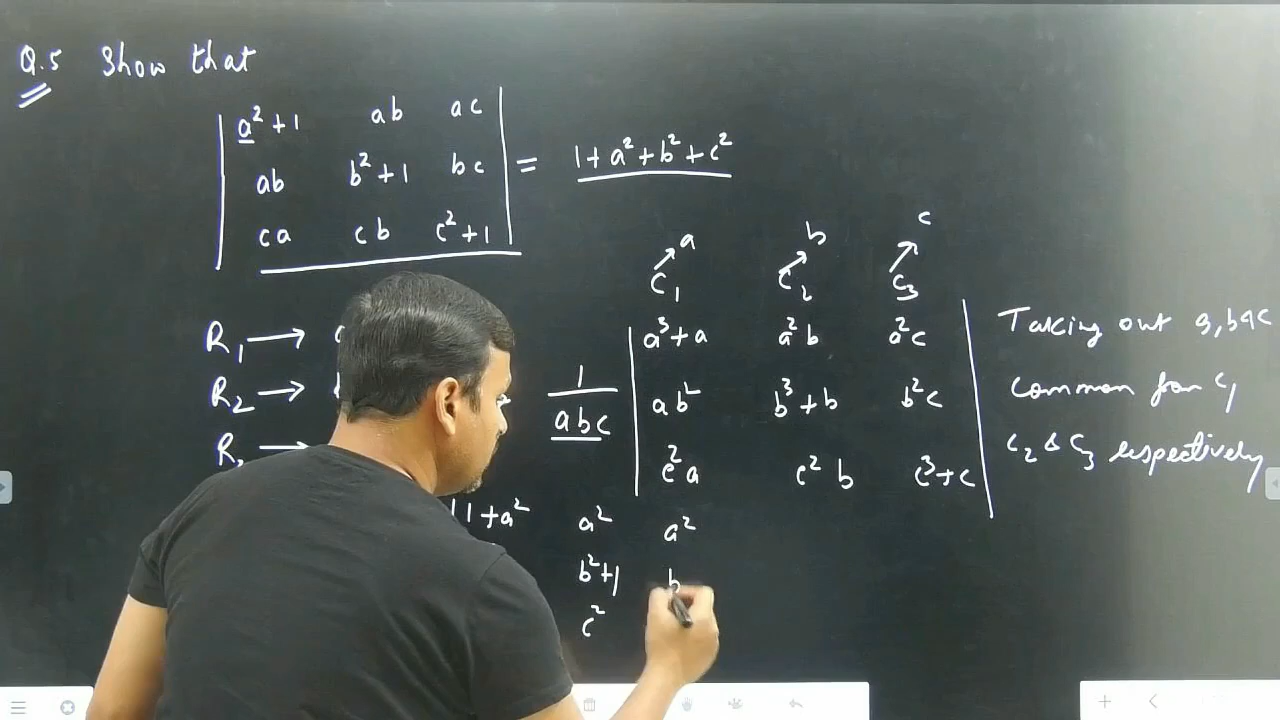 Q.5 Show that
a²+1 ab ac
ab b²+1 bc = 1+a²+b²+c²
ca cb c²+1
a b c
C₁ C₂ C₃
R₁ → a³+a a²b a²c Taking out a, b & c
R₂ → 1/abc ab² b³+b b²c common from C₁
R₃ → c²a c²b c³+c C₂ & C₃ respectively
1+a² a² a²
b²+1 b
c²